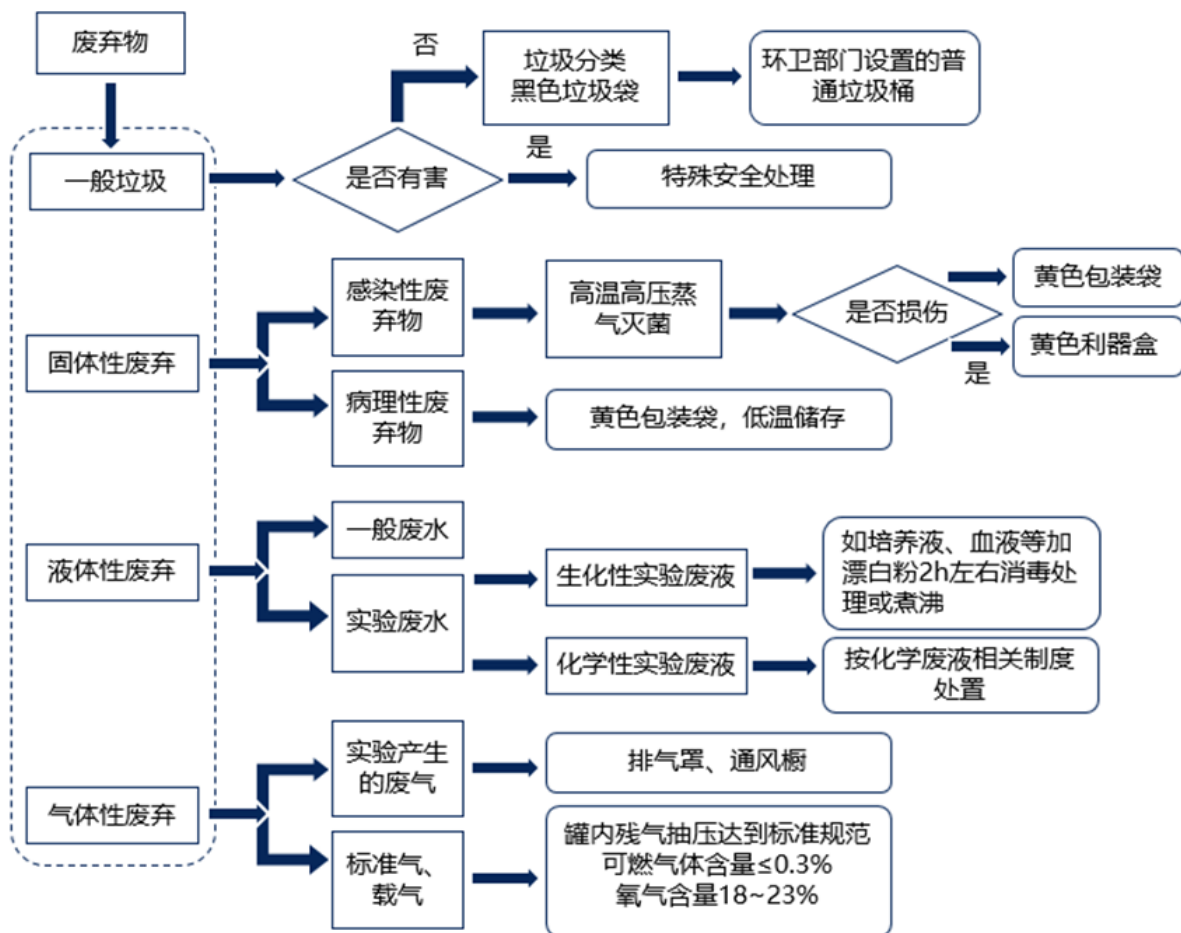 废弃物
否
垃圾分类
黑色垃圾袋
环卫部门设置的普
通垃圾桶
一般垃圾
是否有害
是
特殊安全处理
固体性废弃
感染性废
弃物
高温高压蒸
气灭菌
是否损伤
黄色包装袋
黄色利器盒
是
病理性废
弃物
黄色包装袋，低温储存
液体性废弃
一般废水
实验废水
生化性实验废液
如培养液、血液等加
漂白粉2h左右消毒处
理或煮沸
化学性实验废液
按化学废液相关制度
处置
气体性废弃
实验产生
的废气
排气罩、通风橱
标准气、
载气
罐内残气抽压达到标准规范
可燃气体含量≤0.3%
氧气含量18~23%